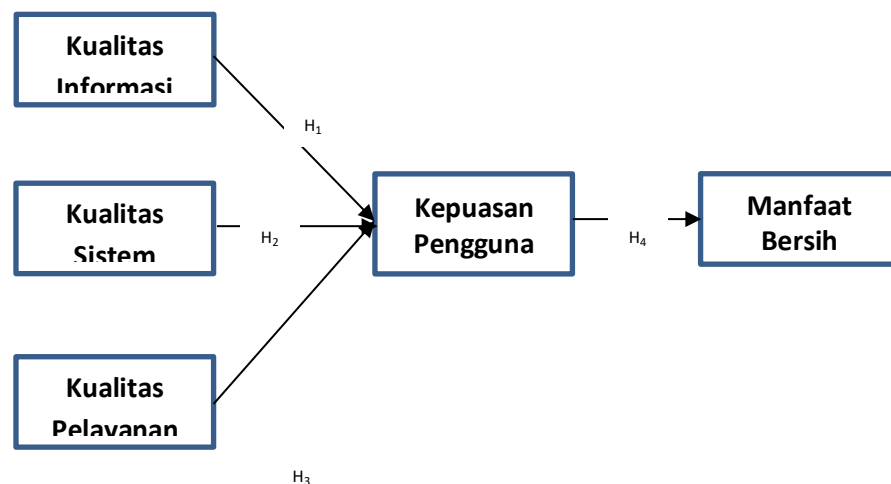 Kualitas
Informasi
H₁
Kualitas
Sistem
H₂
Kepuasan
Pengguna
H₄
Manfaat
Bersih
Kualitas
Pelayanan
H₃